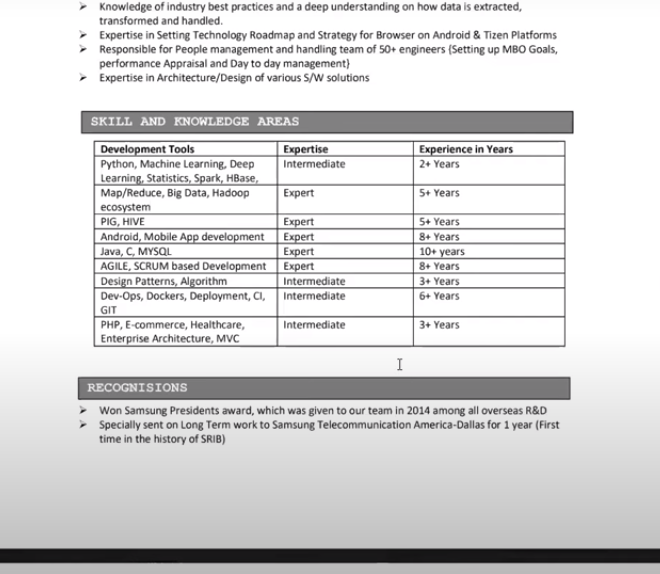 ➢ Knowledge of industry best practices and a deep understanding on how data is extracted,
transformed and handled.
➢ Expertise in Setting Technology Roadmap and Strategy for Browser on Android & Tizen Platforms
➢ Responsible for People management and handling team of 50+ engineers (Setting up MBO Goals,
performance Appraisal and Day to day management)
➢ Expertise in Architecture/Design of various S/W solutions
SKILL AND KNOWLEDGE AREAS
Development Tools Expertise Experience in Years
Python, Machine Learning, Deep Intermediate 2+ Years
Learning, Statistics, Spark, HBase,
Map/Reduce, Big Data, Hadoop Expert 5+ Years
ecosystem
PIG, HIVE Expert 5+ Years
Android, Mobile App development Expert 8+ Years
Java, C, MYSQL Expert 10+ years
AGILE, SCRUM based Development Expert 8+ Years
Design Patterns, Algorithm Intermediate 3+ Years
Dev-Ops, Dockers, Deployment, CI, Intermediate 6+ Years
GIT
PHP, E-commerce, Healthcare, Intermediate 3+ Years
Enterprise Architecture, MVC
RECOGNISIONS
➢ Won Samsung Presidents award, which was given to our team in 2014 among all overseas R&D
➢ Specially sent on Long Term work to Samsung Telecommunication America-Dallas for 1 year (First
time in the history of SRIB)